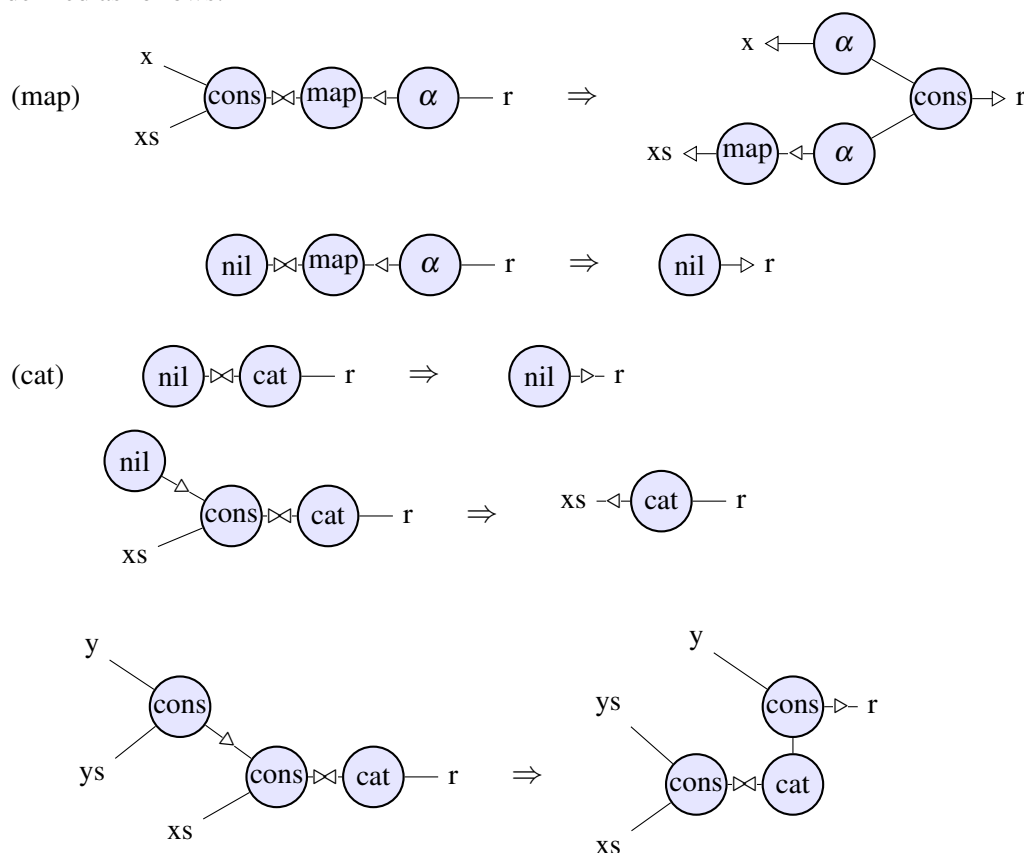 x
(map) cons map α r ⇒ x α cons r
xs
xs map α
nil map α r ⇒ nil r
(cat) nil cat r ⇒ nil r
nil
cons cat r ⇒ xs cat r
xs
y y
cons ys cons r
ys cons cat r ⇒ cons cat
xs xs